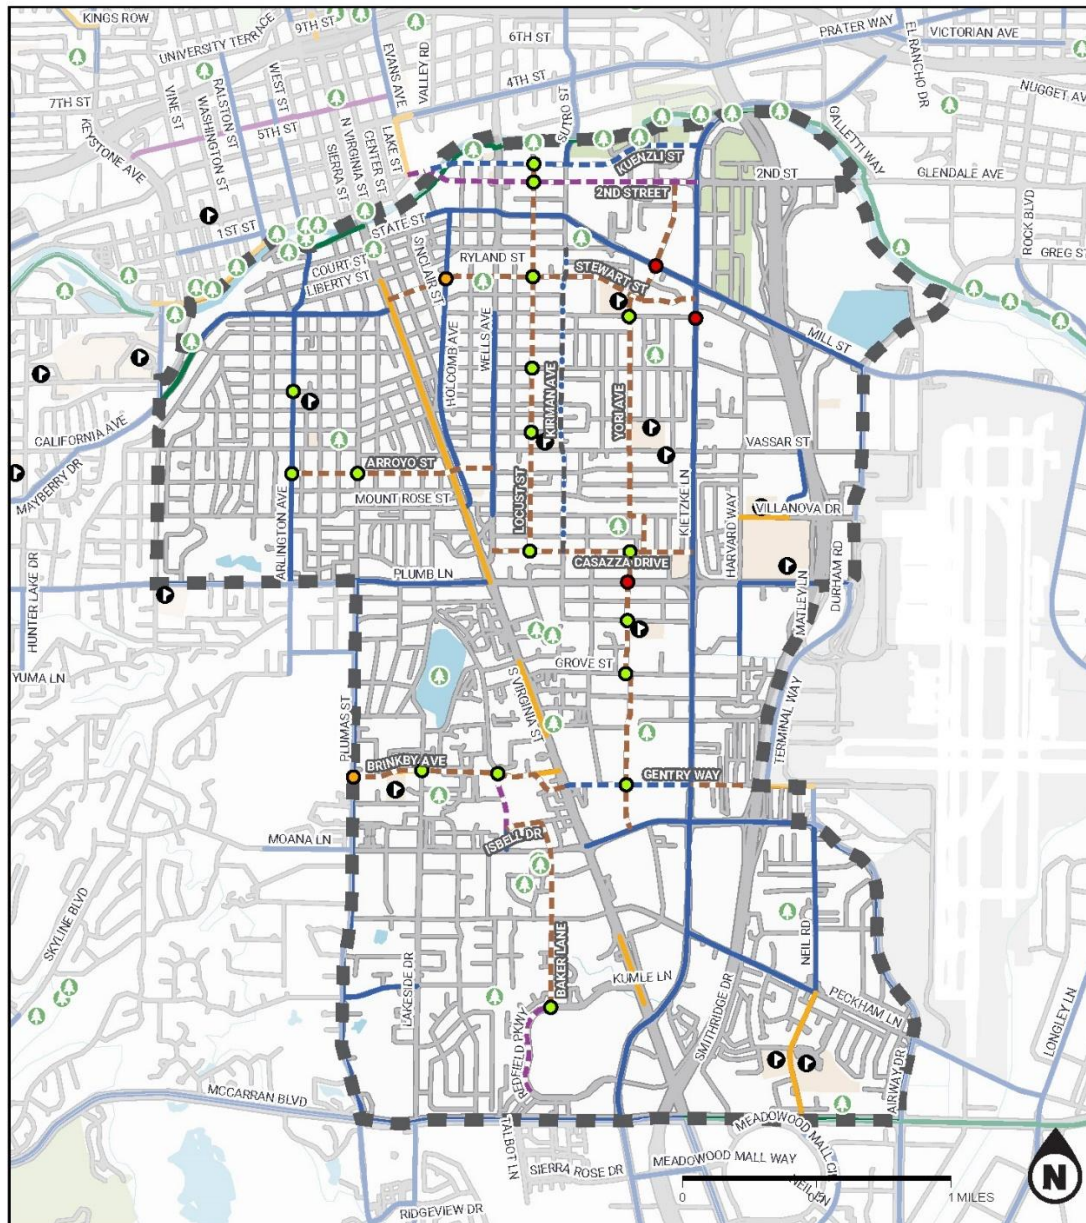 KINGS ROW
9TH ST
UNIVERSITY TERRACE
EVANS AVE
VALLEY RD
6TH ST
PRATER WAY
EL RANCHO DR
VICTORIAN AVE
4TH ST
NUGGET AV
7TH ST
KEYSTONE AVE
VINE ST
WASHINGTON ST
RALSTON ST
WEST ST
5TH ST
N VIRGINIA ST
SIERRA ST
CENTER ST
LAKE ST
SUTRO ST
GALLETTI WAY
KUENZLI ST
2ND STREET
2ND ST
GLENDALE AVE
ROCK BLVD
GREG ST
1ST ST
STATE ST
COURT ST
LIBERTY ST
SINCLAIR ST
RYLAND ST
STEWART ST
MILL ST
HOLCOMB AVE
WELLS AVE
KIRMAN AVE
YORI AVE
CALIFORNIA AVE
MAYBERRY DR
VASSAR ST
ARROYO ST
MOUNT ROSE ST
LOCUST ST
KIETZKE LN
HARVARD WAY
VILLANOVA DR
ARLINGTON AVE
HUNTER LAKE DR
PLUMB LN
CASAZZA DRIVE
MATLEY LN
DURHAM RD
YUMA LN
GROVE ST
S VIRGINIA ST
TERMINAL WAY
PLUMAS ST
BRINKBY AVE
GENTRY WAY
MOANA LN
ISBELL DR
SKYLINE BLVD
NEIL RD
LAKESIDE DR
BAKER LANE
KUMLE LN
PECKHAM LN
SMITHRIDGE DR
LONGLEY LN
REDFIELD PKWY
AIRWAY DR
MCCARRAN BLVD
TALBOT LN
MEADOWOOD MALL CIR
SIERRA ROSE DR
MEADOWOOD MALL WAY
NEIL LN
RIDGEVIEW DR
0
0.5
1 MILES
N